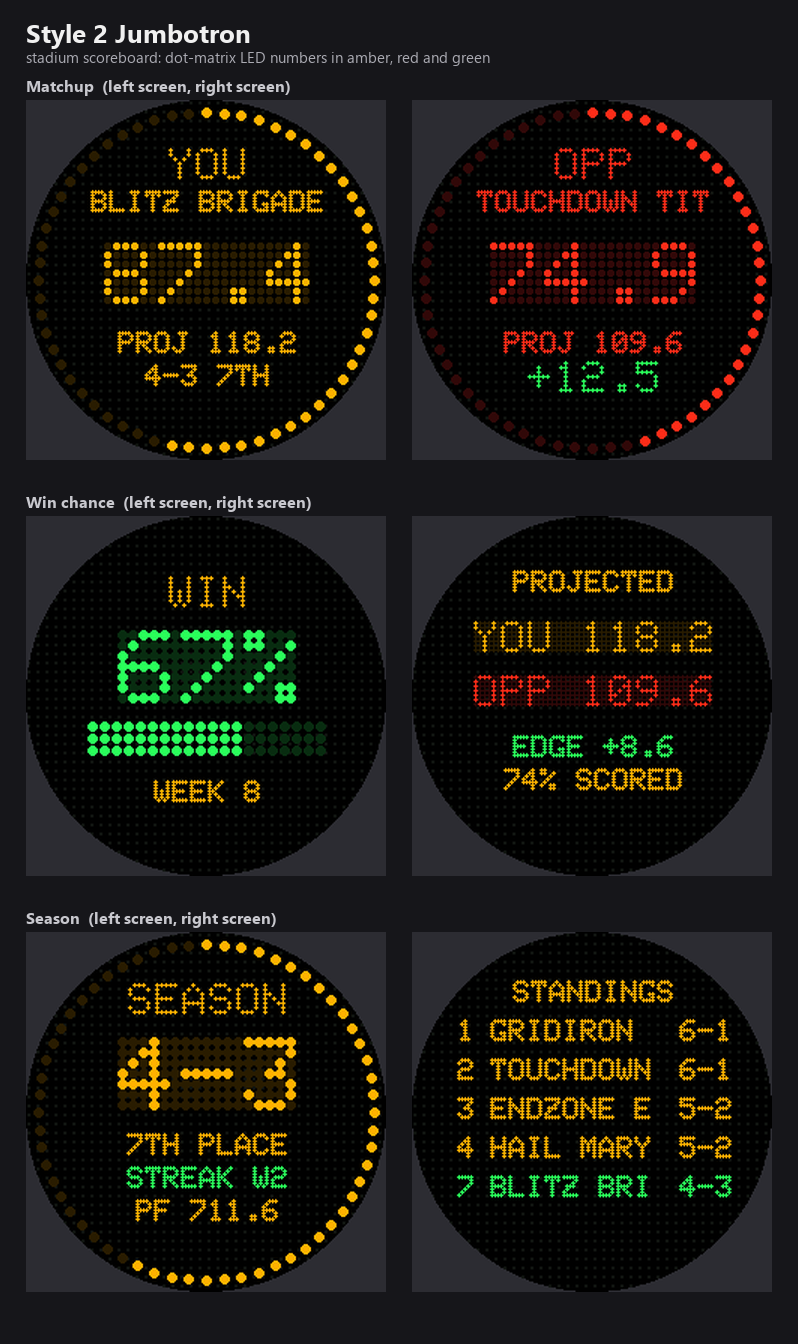 Style 2 Jumbotron
stadium scoreboard: dot-matrix LED numbers in amber, red and green
Matchup (left screen, right screen)
YOU
BLITZ BRIGADE
87.4
PROJ 118.2
4-3 7TH
OPP
TOUCHDOWN TIT
74.9
PROJ 109.6
+12.5
Win chance (left screen, right screen)
WIN
67%
WEEK 8
PROJECTED
YOU 118.2
OPP 109.6
EDGE +8.6
74% SCORED
Season (left screen, right screen)
SEASON
4-3
7TH PLACE
STREAK W2
PF 711.6
STANDINGS
1 GRIDIRON 6-1
2 TOUCHDOWN 6-1
3 ENDZONE E 5-2
4 HAIL MARY 5-2
7 BLITZ BRI 4-3